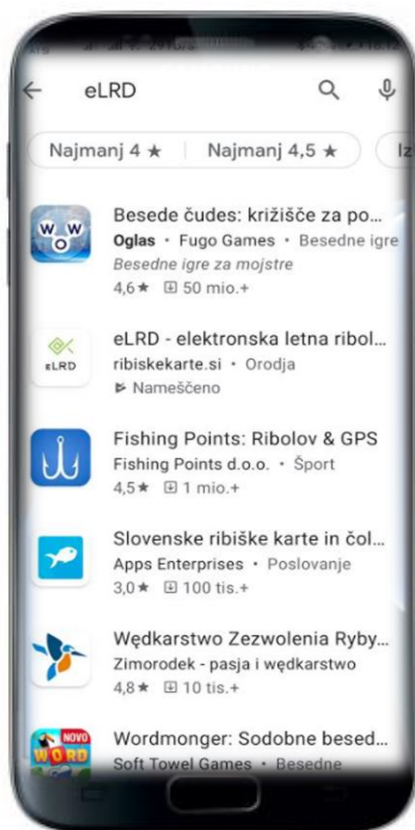 eLRD
Najmanj 4 ★ Najmanj 4,5 ★
W W
O
Besede čudes: križišče za po...
Oglas • Fugo Games • Besedne igre
Besedne igre za mojstre
4,6★ 50 mio.+
eLRD
eLRD - elektronska letna ribol...
ribiskekarte.si • Orodja
Nameščeno
Fishing Points: Ribolov & GPS
Fishing Points d.o.o. • Šport
4,5★ 1 mio.+
Slovenske ribiške karte in čol...
Apps Enterprises • Poslovanje
3,0★ 100 tis.+
Wędkarstwo Zezwolenia Ryby...
Zimorodek - pasja i wędkarstwo
4,8★ 10 tis.+
NOVO
WORD
Wordmonger: Sodobne besed...
Soft Towel Games • Besedne